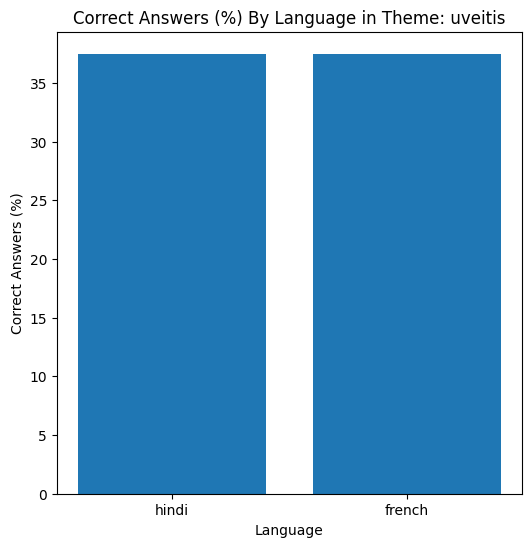 Correct Answers (%) By Language in Theme: uveitis
Correct Answers (%)
35
30
25
20
15
10
5
0
hindi
french
Language